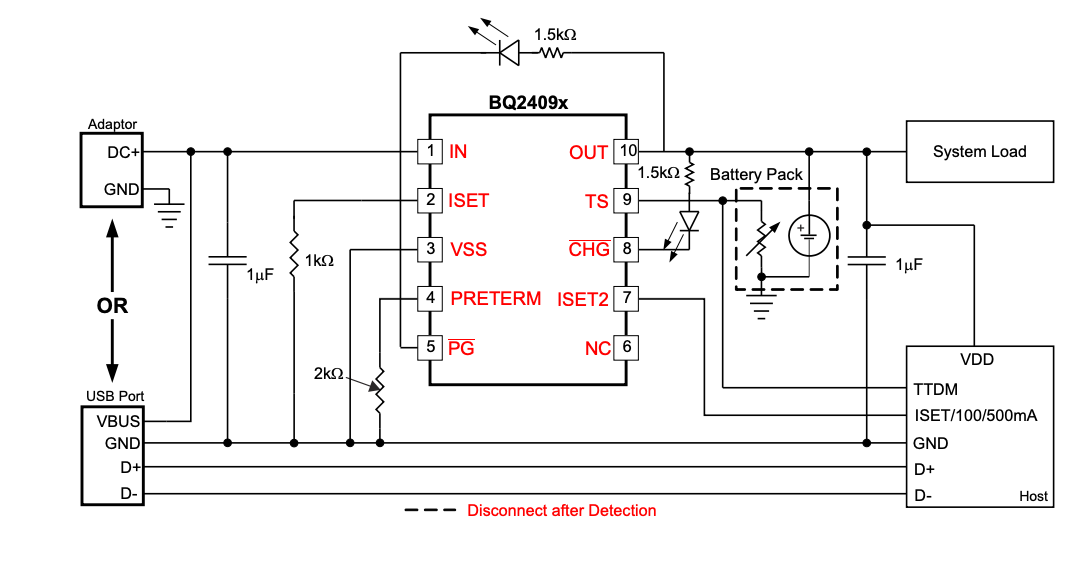 1.5kΩ
BQ2409x
Adaptor
DC+
GND
OR
USB Port
VBUS
GND
D+
D-
1µF
1kΩ
2kΩ
1 IN
2 ISET
3 VSS
4 PRETERM
5 PG
OUT 10
TS 9
CHG 8
ISET2 7
NC 6
1.5kΩ
Battery Pack
+
1µF
System Load
VDD
TTDM
ISET/100/500mA
GND
D+
D-
Host
Disconnect after Detection